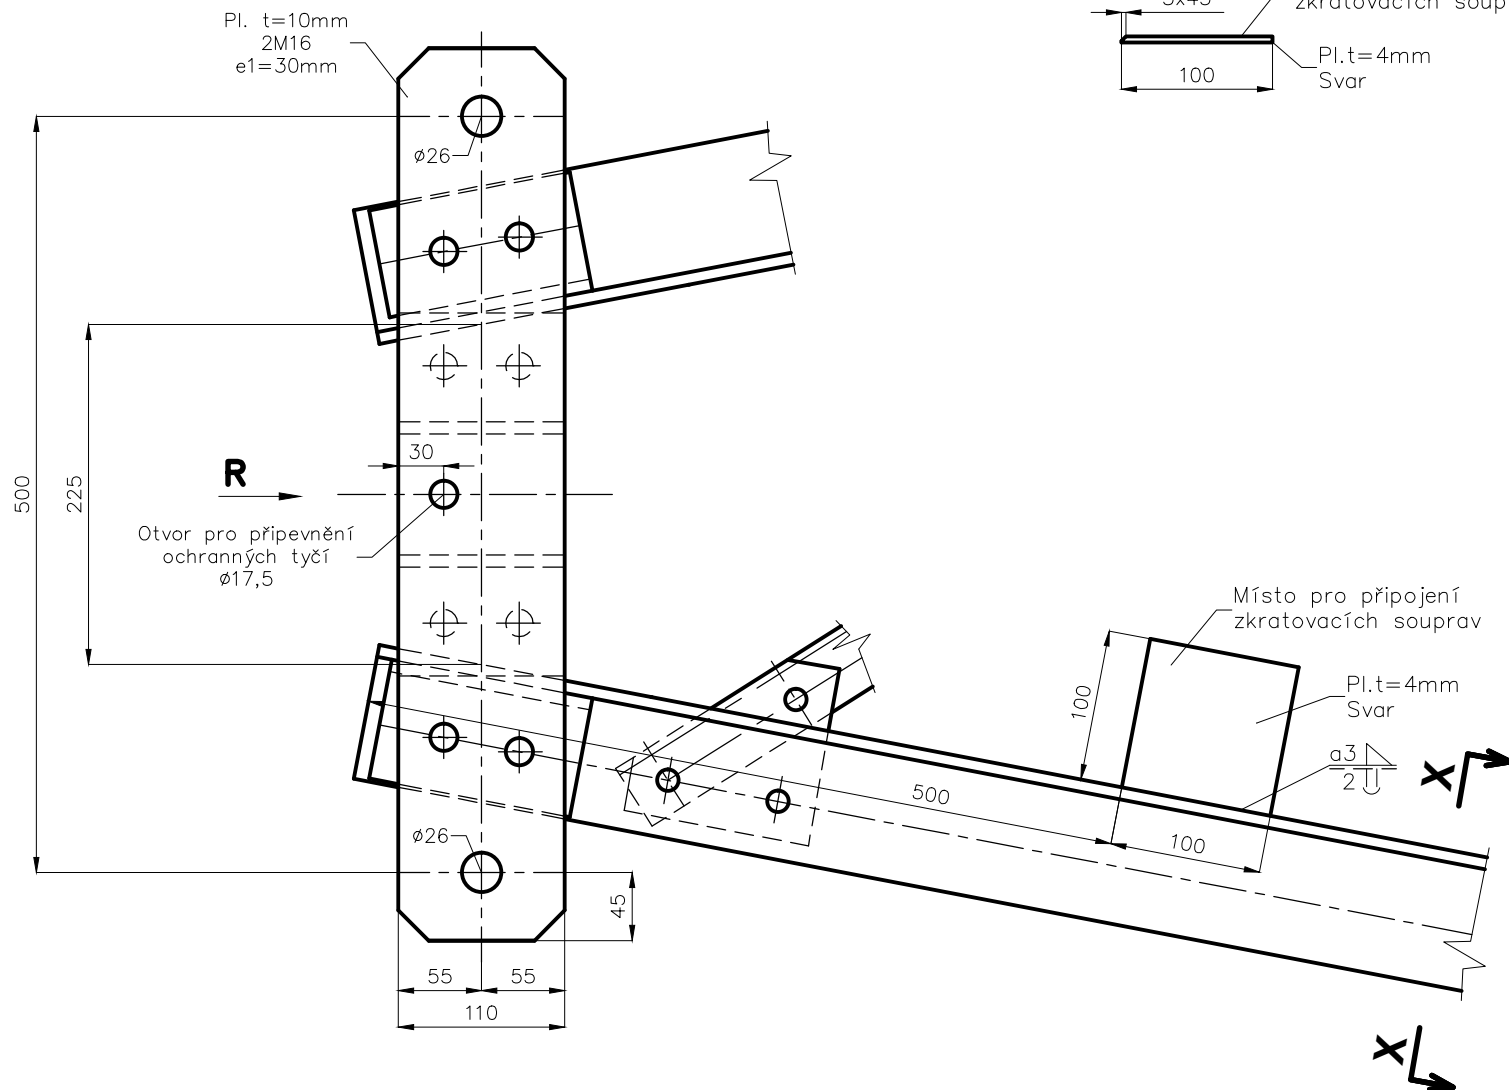 Pl. t=10mm
2M16
e1=30mm
zkratovacích soup
Pl.t=4mm
Svar
100
ø26
500
225
30
R
Otvor pro připevnění
ochranných tyčí
ø17,5
Místo pro připojení
zkratovacích souprav
100
Pl.t=4mm
Svar
a3
2
X
500
100
ø26
45
55
55
110
X